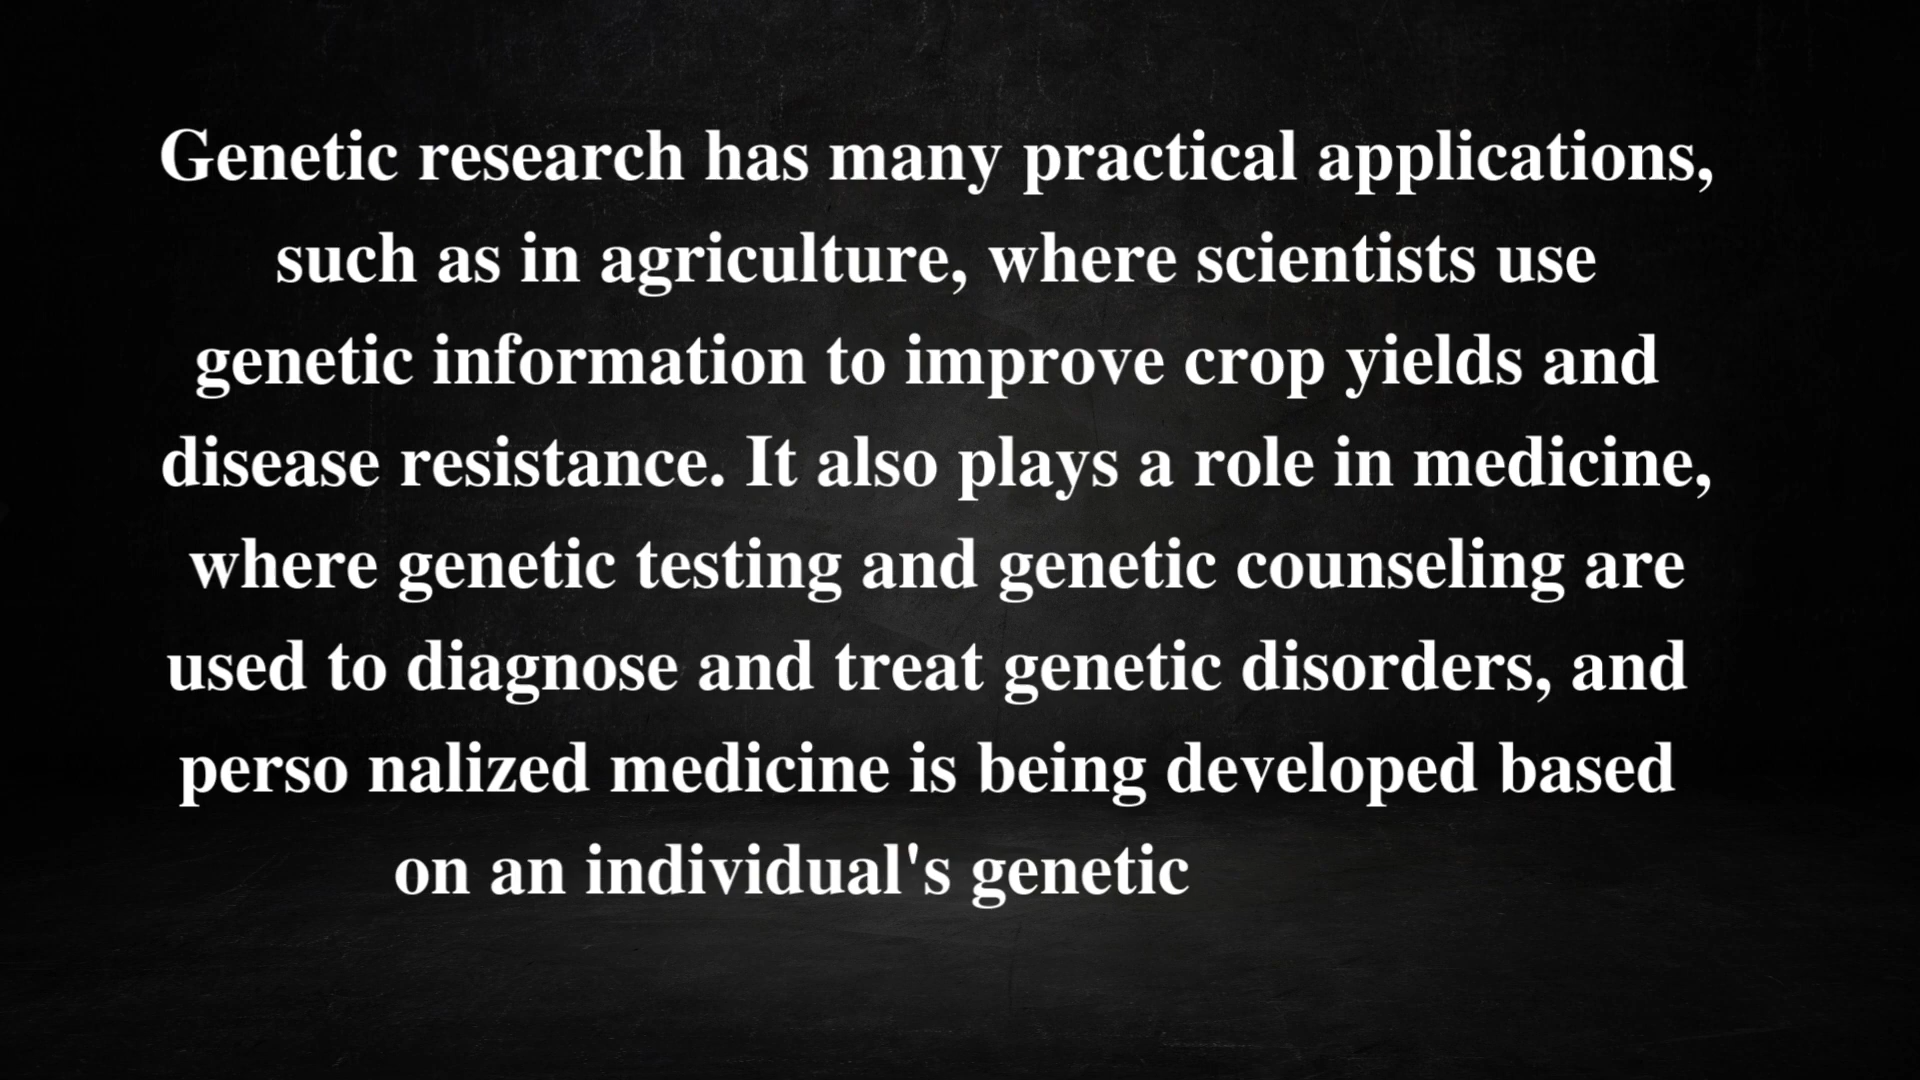 Genetic research has many practical applications,
such as in agriculture, where scientists use
genetic information to improve crop yields and
disease resistance. It also plays a role in medicine,
where genetic testing and genetic counseling are
used to diagnose and treat genetic disorders, and
perso nalized medicine is being developed based
on an individual's genetic